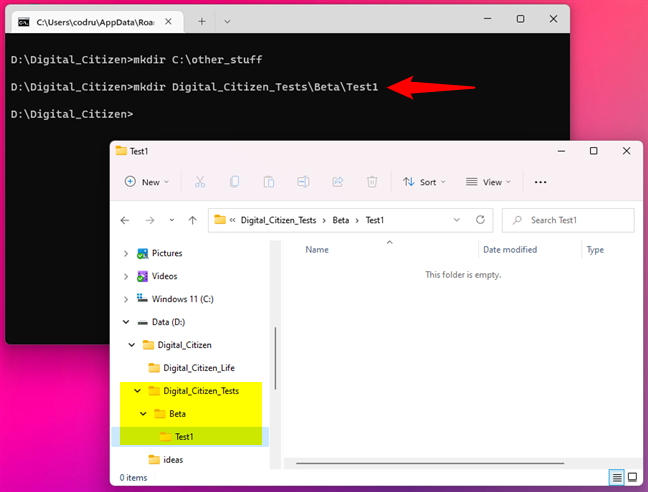 C:\Users\codru\AppData\Roa
D:\Digital_Citizen>mkdir C:\other_stuff
D:\Digital_Citizen>mkdir Digital_Citizen_Tests\Beta\Test1
D:\Digital_Citizen>
Test1
New
Sort
View
« Digital_Citizen_Tests > Beta > Test1
Search Test1
Name
Date modified
Type
This folder is empty.
Pictures
Videos
Windows 11 (C:)
Data (D:)
Digital_Citizen
Digital_Citizen_Life
Digital_Citizen_Tests
Beta
Test1
ideas
0 items